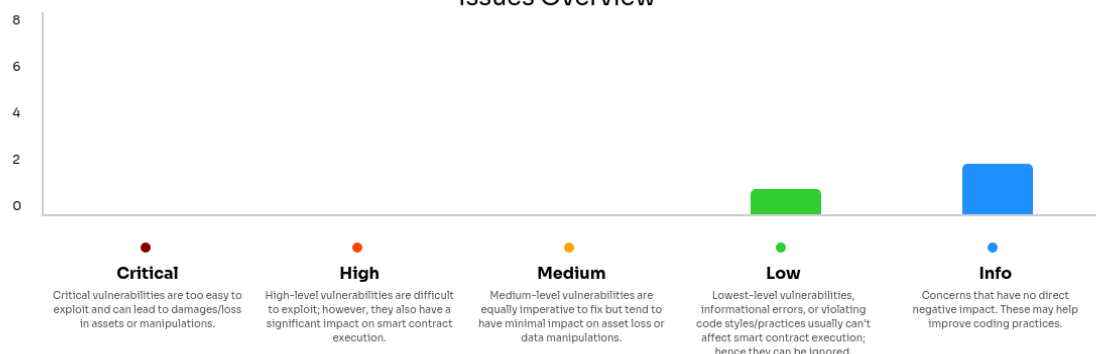 Issues Overview
8
6
4
2
0
Critical
Critical vulnerabilities are too easy to
exploit and can lead to damages/loss
in assets or manipulations.
High
High-level vulnerabilities are difficult
to exploit; however, they also have a
significant impact on smart contract
execution.
Medium
Medium-level vulnerabilities are
equally imperative to fix but tend to
have minimal impact on asset loss or
data manipulations.
Low
Lowest-level vulnerabilities,
informational errors, or violating
code styles/practices usually can't
affect smart contract execution;
hence they can be ignored.
Info
Concerns that have no direct
negative impact. These may help
improve coding practices.